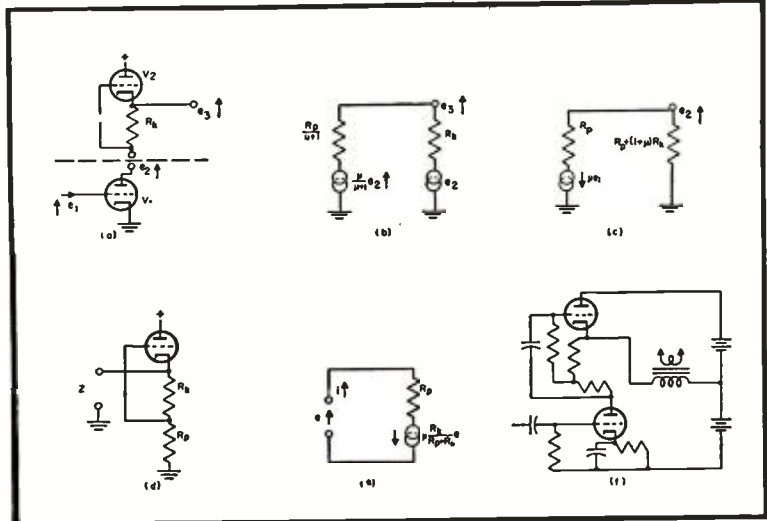 +
V2
e3
Rk
e2
e1
V.
(a)
Rp
μ+1
μ
μ+1
e2
e3
Rk
e2
(b)
e2
Rp
Rp+(1+μ)Rk
μe1
(c)
+
Z
Rk
Rp
(d)
i
e
Rp
μ
Rk
Rp+Rk
e
(e)
(f)